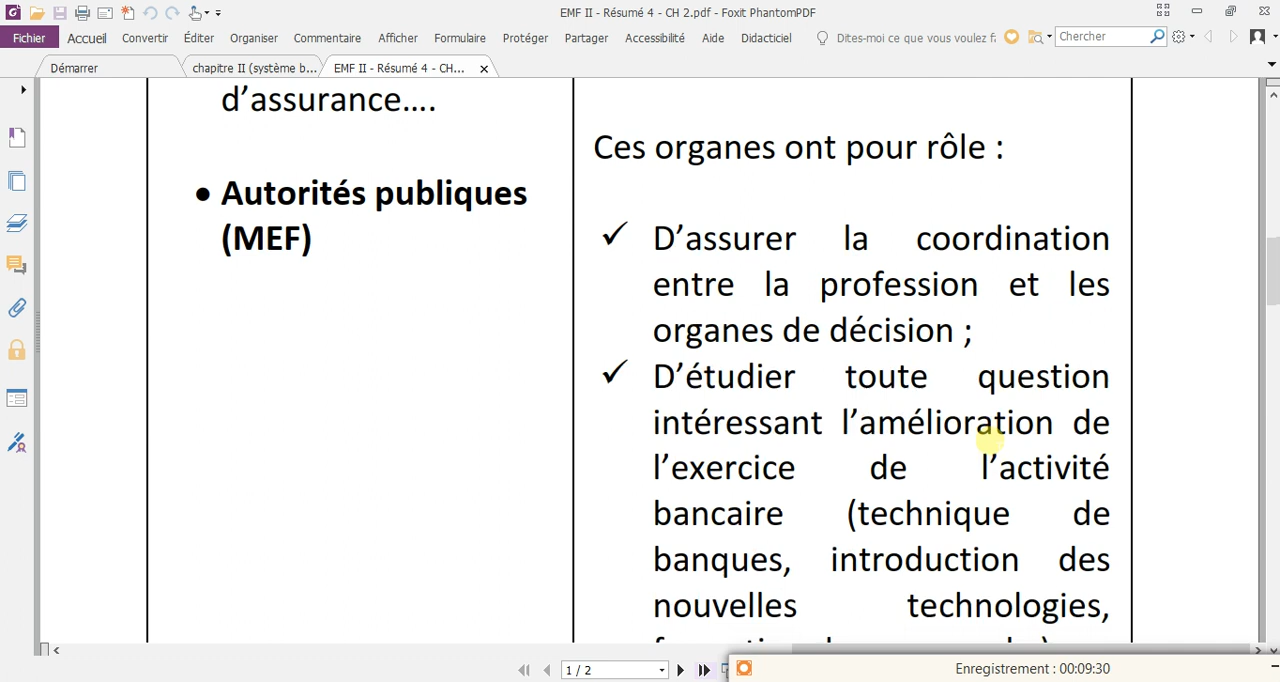 EMF II - Résumé 4 - CH 2.pdf - Foxit PhantomPDF
Fichier Accueil Convertir Éditer Organiser Commentaire Afficher Formulaire Protéger Partager Accessibilité Aide Didacticiel Dites-moi ce que vous voulez f Chercher
Démarrer chapitre II (système b... EMF II - Résumé 4 - CH...
d’assurance….
• Autorités publiques
(MEF)
Ces organes ont pour rôle :
✓ D’assurer la coordination
entre la profession et les
organes de décision ;
✓ D’étudier toute question
intéressant l’amélioration de
l’exercice de l’activité
bancaire (technique de
banques, introduction des
nouvelles technologies,
1 / 2
Enregistrement : 00:09:30